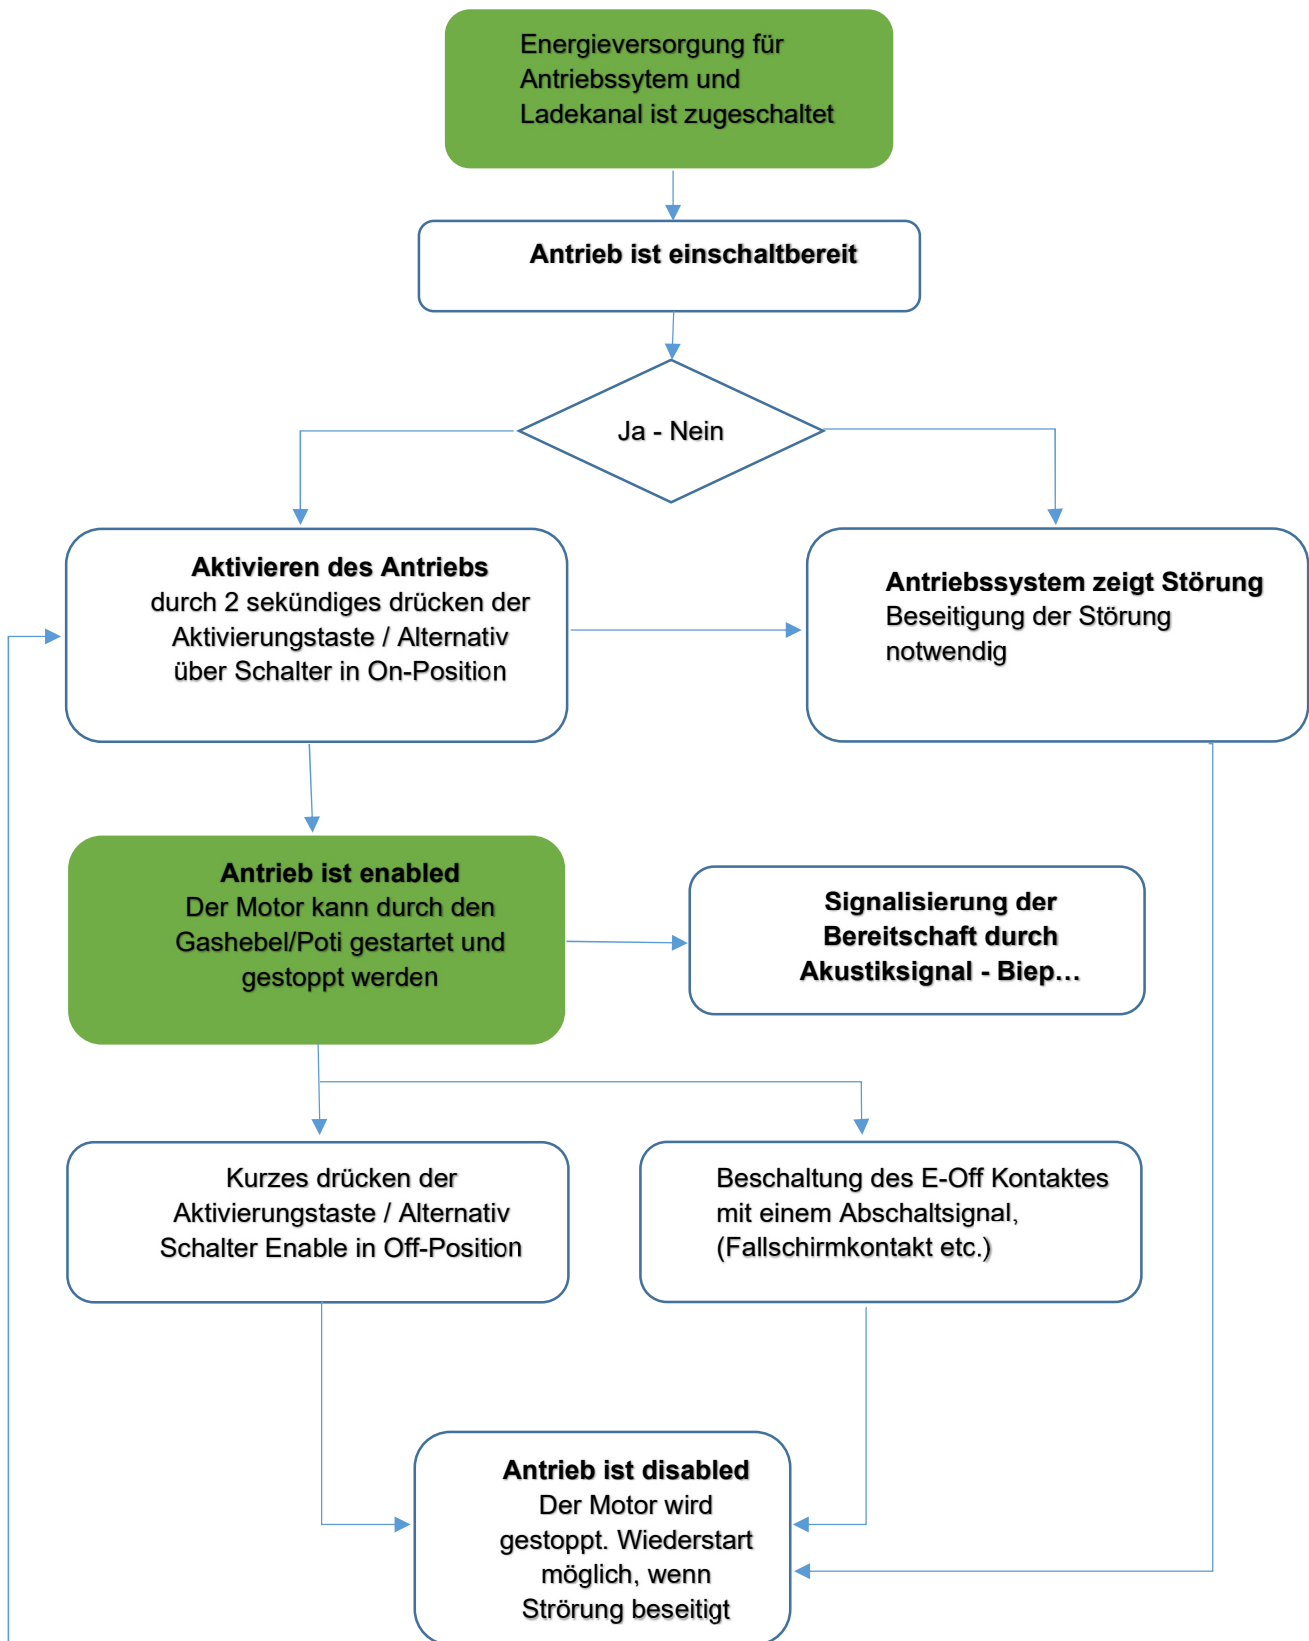 Energieversorgung für
Antriebssytem und
Ladekanal ist zugeschaltet
Antrieb ist einschaltbereit
Ja - Nein
Aktivieren des Antriebs
durch 2 sekündiges drücken der
Aktivierungstaste / Alternativ
über Schalter in On-Position
Antriebssystem zeigt Störung
Beseitigung der Störung
notwendig
Antrieb ist enabled
Der Motor kann durch den
Gashebel/Poti gestartet und
gestoppt werden
Signalisierung der
Bereitschaft durch
Akustiksignal - Biep…
Kurzes drücken der
Aktivierungstaste / Alternativ
Schalter Enable in Off-Position
Beschaltung des E-Off Kontaktes
mit einem Abschaltsignal,
(Fallschirmkontakt etc.)
Antrieb ist disabled
Der Motor wird
gestoppt. Wiederstart
möglich, wenn
Strörung beseitigt